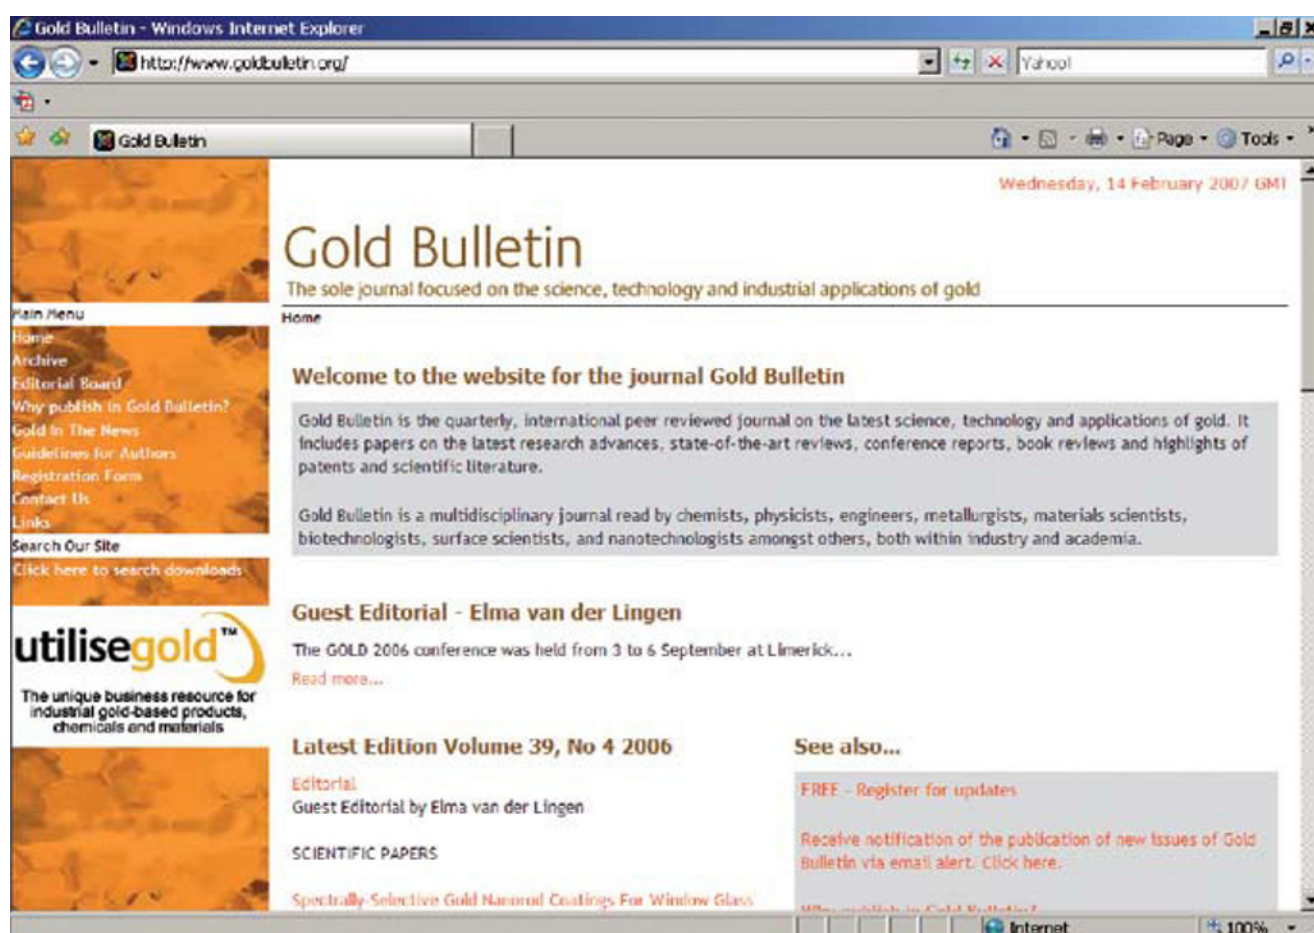 Gold Bulletin - Windows Internet Explorer
http://www.goldbulletin.org/
Yahoo!
Gold Bulletin
Page
Tools
Wednesday, 14 February 2007 GMT
Gold Bulletin
The sole journal focused on the science, technology and industrial applications of gold
Main Menu
Home
Home
Archive
Editorial Board
Why publish in Gold Bulletin?
Gold In The News
Guidelines for Authors
Registration Form
Contact Us
Links
Search Our Site
Click here to search downloads
utilisegold™
The unique business resource for
industrial gold-based products,
chemicals and materials
Welcome to the website for the journal Gold Bulletin
Gold Bulletin is the quarterly, international peer reviewed journal on the latest science, technology and applications of gold. It
includes papers on the latest research advances, state-of-the-art reviews, conference reports, book reviews and highlights of
patents and scientific literature.
Gold Bulletin is a multidisciplinary journal read by chemists, physicists, engineers, metallurgists, materials scientists,
biotechnologists, surface scientists, and nanotechnologists amongst others, both within industry and academia.
Guest Editorial - Elma van der Lingen
The GOLD 2006 conference was held from 3 to 6 September at Limerick...
Read more...
Latest Edition Volume 39, No 4 2006
Editorial
Guest Editorial by Elma van der Lingen
SCIENTIFIC PAPERS
Spectrally-Selective Gold Nanorod Coatings For Window Glass
See also...
FREE - Register for updates
Receive notification of the publication of new issues of Gold
Bulletin via email alert. Click here.
Why publish in Gold Bulletin?
Internet
100%